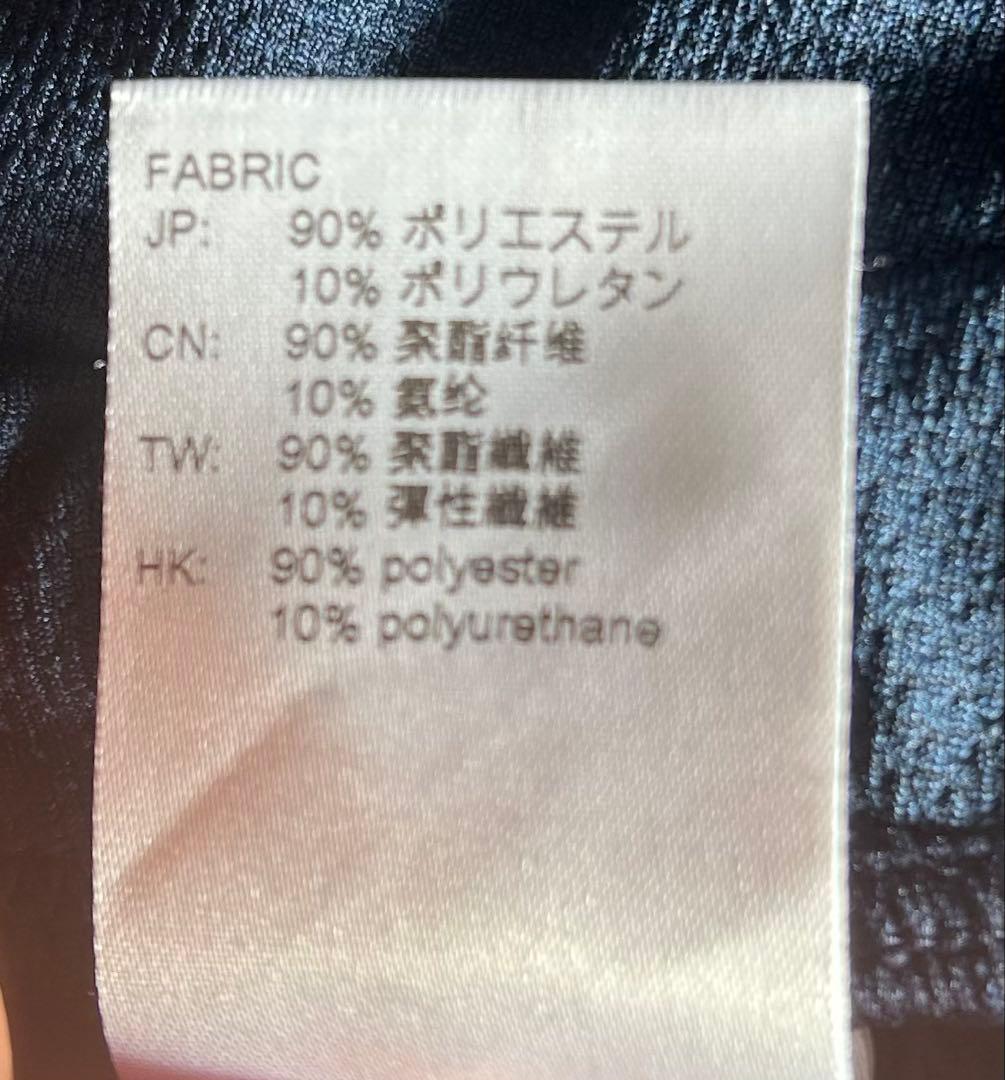 FABRIC
JP: 90% ポリエステル
10% ポリウレタン
CN: 90% 聚酯纤维
10% 氨纶
TW: 90% 聚酯纖維
10% 彈性纖維
HK: 90% polyester
10% polyurethane